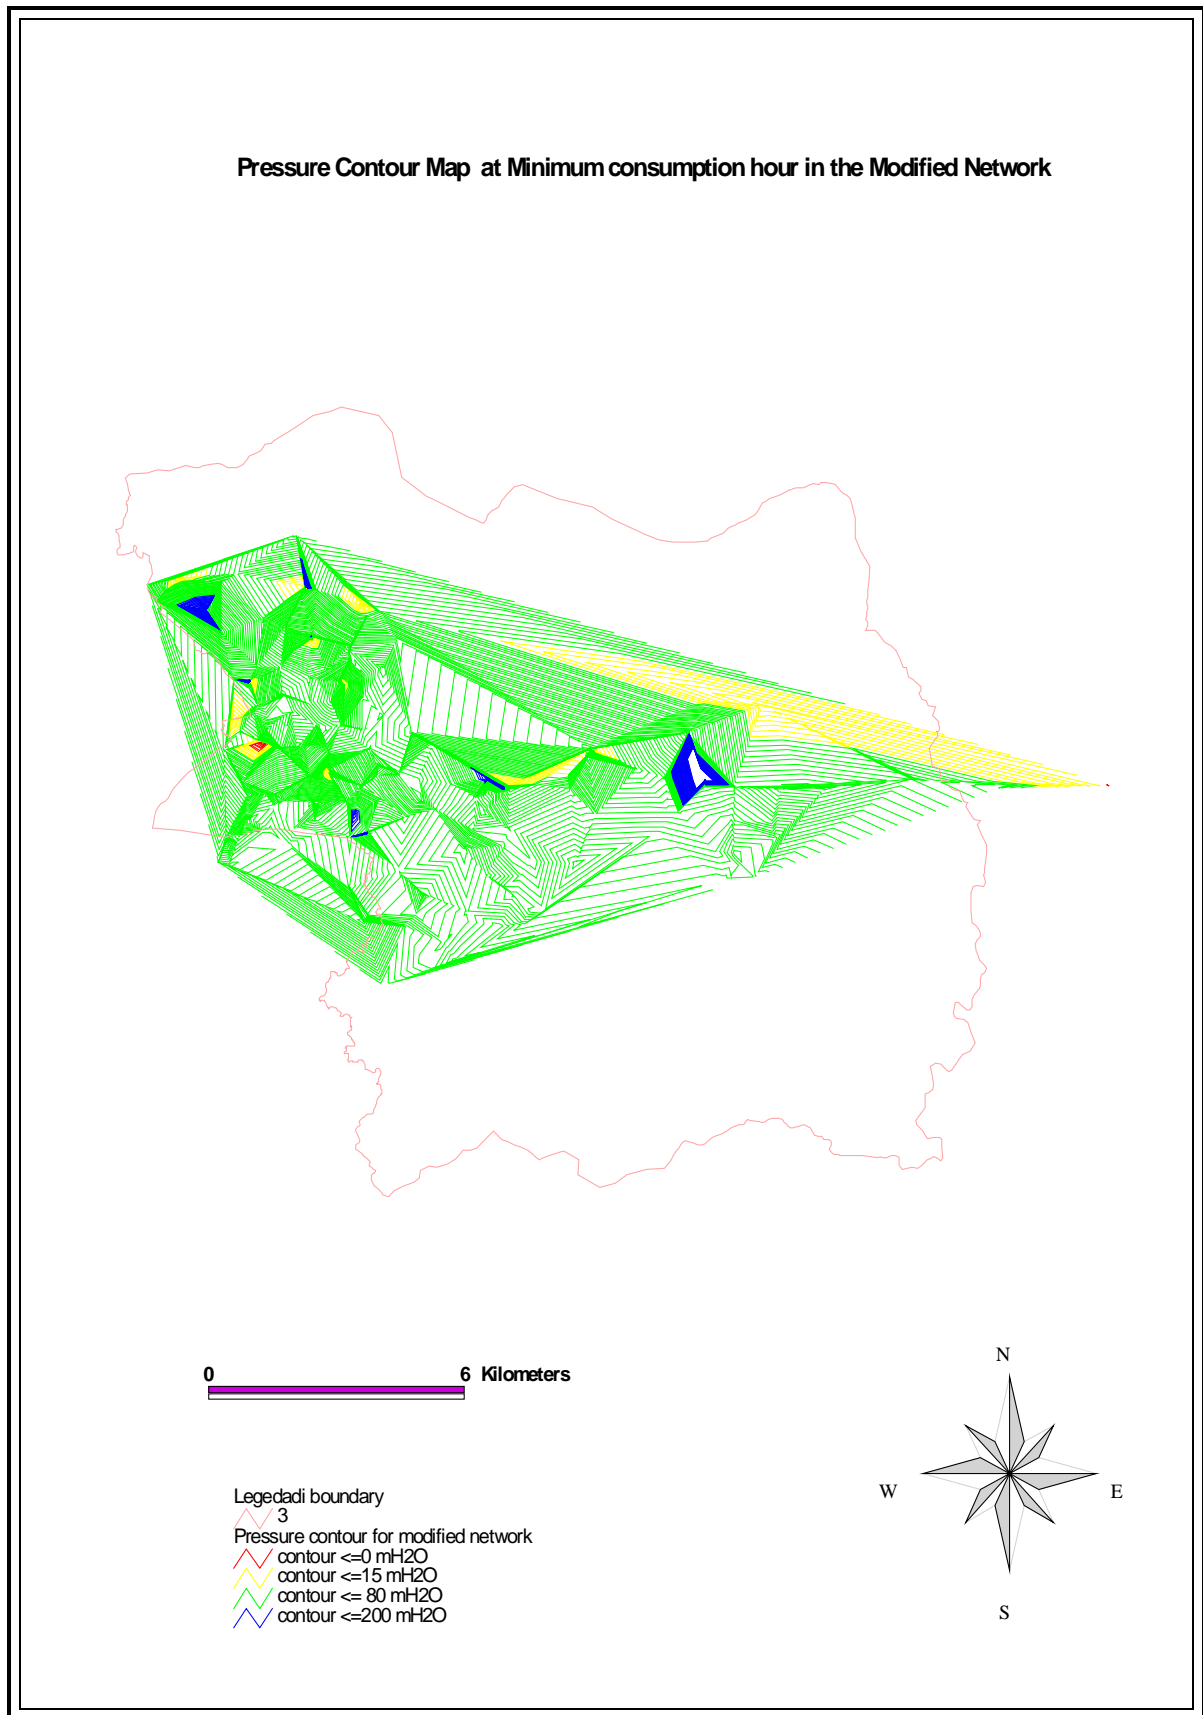 Pressure Contour Map at Minimum consumption hour in the Modified Network
0 6 Kilometers
N
W E
S
Legedadi boundary
3
Pressure contour for modified network
contour <=0 mH2O
contour <=15 mH2O
contour <= 80 mH2O
contour <=200 mH2O